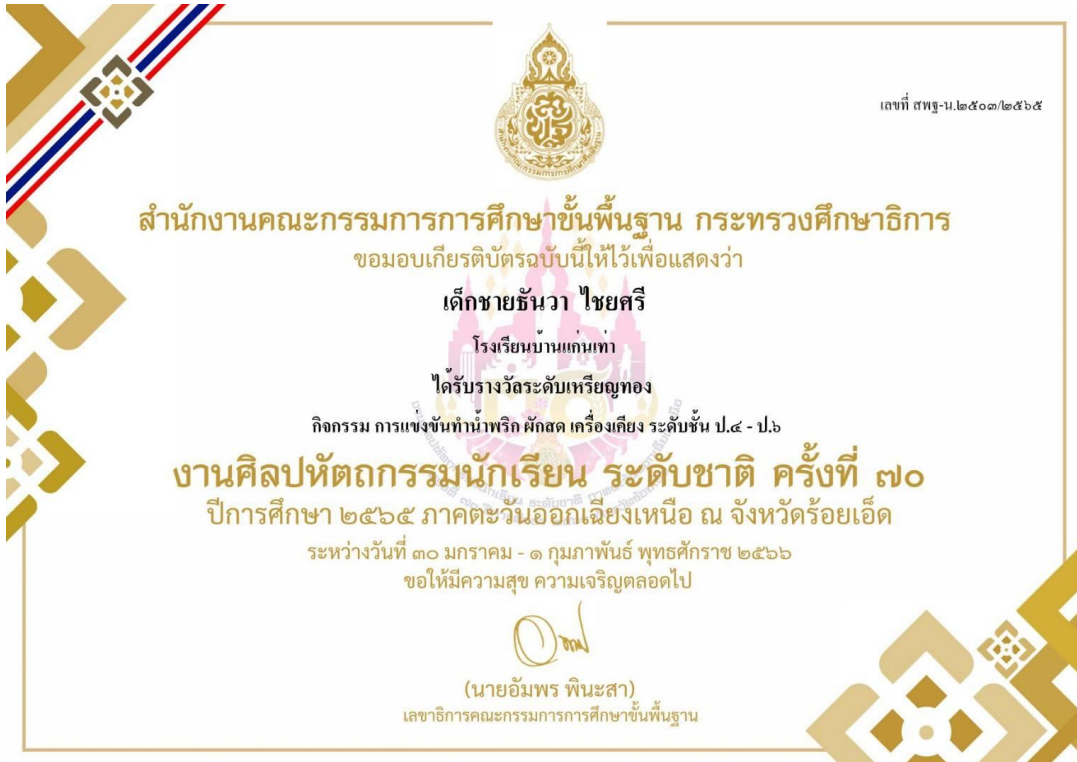 เลขที่ สพฐ-น.๒๕๐๓/๒๕๖๕
สำนักงานคณะกรรมการการศึกษาขั้นพื้นฐาน กระทรวงศึกษาธิการ
ขอมอบเกียรติบัตรฉบับนี้ให้ไว้เพื่อแสดงว่า
เด็กชายธันวา ไชยศรี
โรงเรียนบ้านแก่นเท่า
ได้รับรางวัลระดับเหรียญทอง
กิจกรรม การแข่งขันทำน้ำพริก ผักสด เครื่องเคียง ระดับชั้น ป.๔ - ป.๖
งานศิลปหัตถกรรมนักเรียน ระดับชาติ ครั้งที่ ๗๐
ปีการศึกษา ๒๕๖๕ ภาคตะวันออกเฉียงเหนือ ณ จังหวัดร้อยเอ็ด
ระหว่างวันที่ ๓๐ มกราคม - ๑ กุมภาพันธ์ พุทธศักราช ๒๕๖๖
ขอให้มีความสุข ความเจริญตลอดไป
(นายอัมพร พินะสา)
เลขาธิการคณะกรรมการการศึกษาขั้นพื้นฐาน